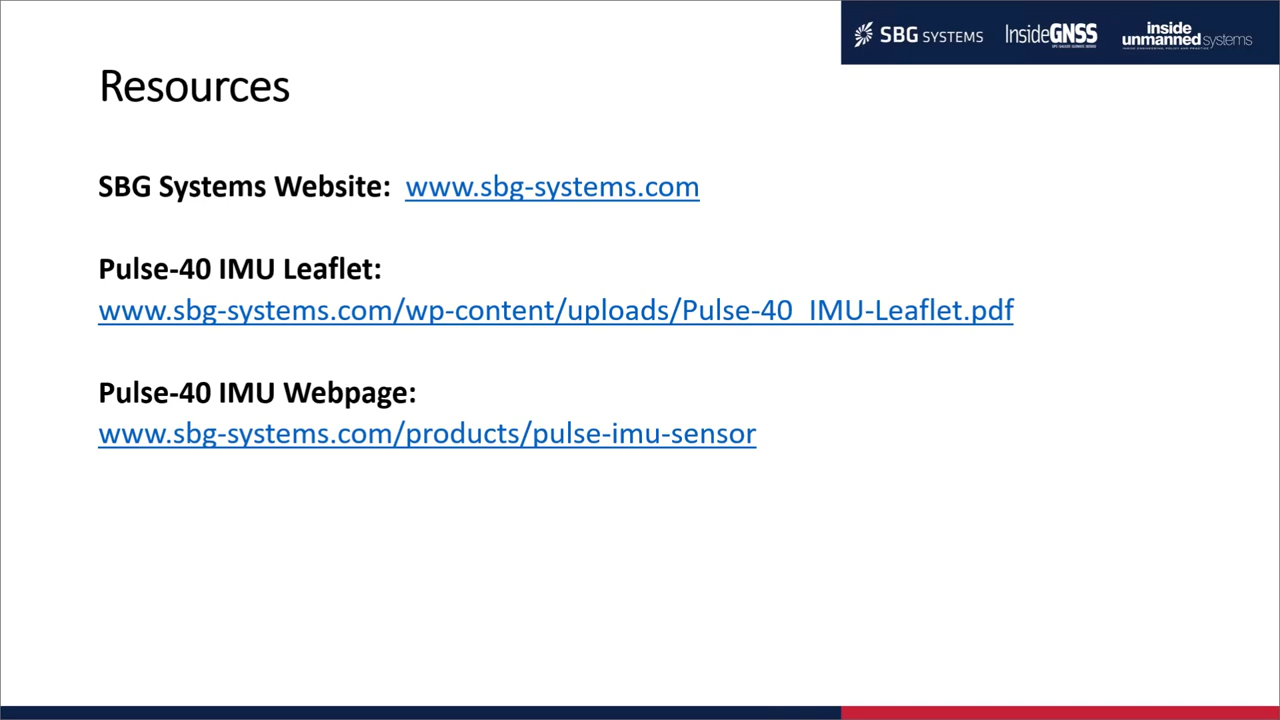 SBG SYSTEMS InsideGNSS inside unmanned systems
Resources
SBG Systems Website: www.sbg-systems.com
Pulse-40 IMU Leaflet:
www.sbg-systems.com/wp-content/uploads/Pulse-40_IMU-Leaflet.pdf
Pulse-40 IMU Webpage:
www.sbg-systems.com/products/pulse-imu-sensor